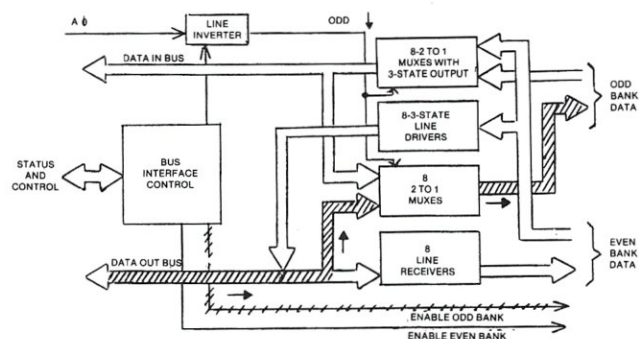 A0
LINE
INVERTER
ODD
DATA IN BUS
8-2 TO 1
MUXES WITH
3-STATE OUTPUT
ODD
BANK
DATA
8-3-STATE
LINE
DRIVERS
STATUS
AND
CONTROL
BUS
INTERFACE
CONTROL
8
2 TO 1
MUXES
DATA OUT BUS
8
LINE
RECEIVERS
EVEN
BANK
DATA
ENABLE ODD BANK
ENABLE EVEN BANK